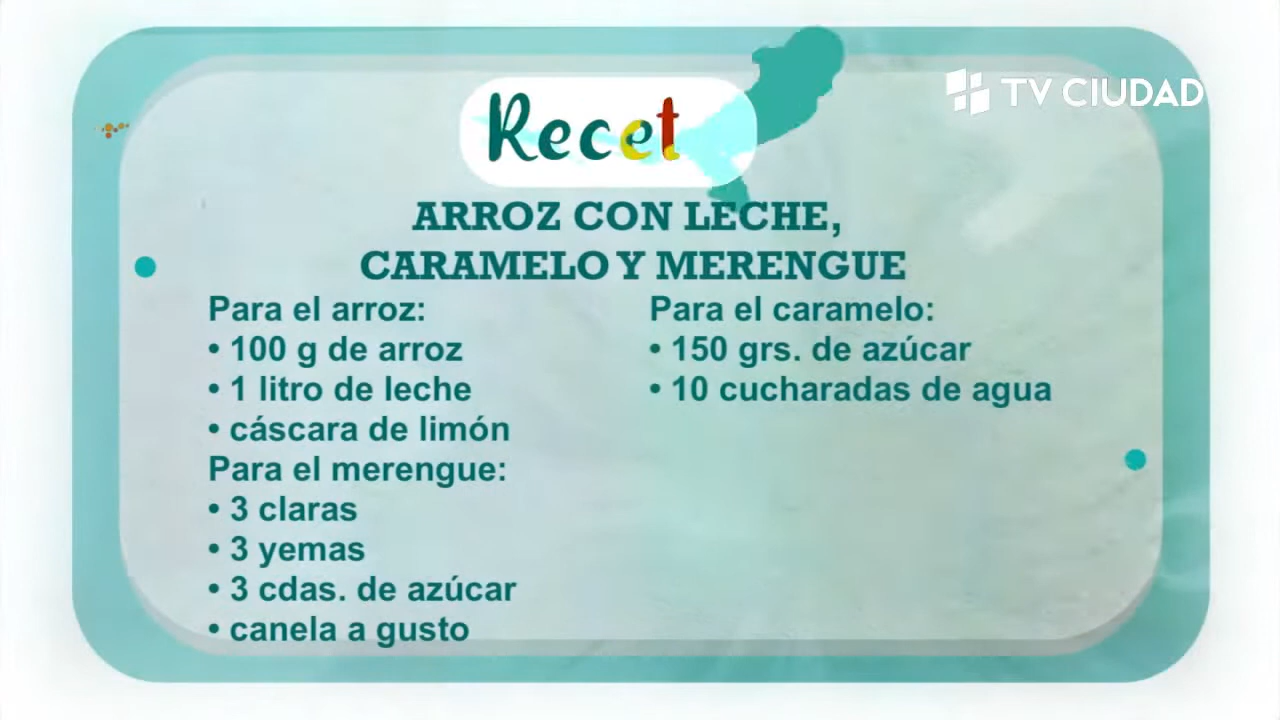 Recet
TV CIUDAD
ARROZ CON LECHE,
CARAMELO Y MERENGUE
Para el arroz:
• 100 g de arroz
• 1 litro de leche
• cáscara de limón
Para el merengue:
• 3 claras
• 3 yemas
• 3 cdas. de azúcar
• canela a gusto
Para el caramelo:
• 150 grs. de azúcar
• 10 cucharadas de agua